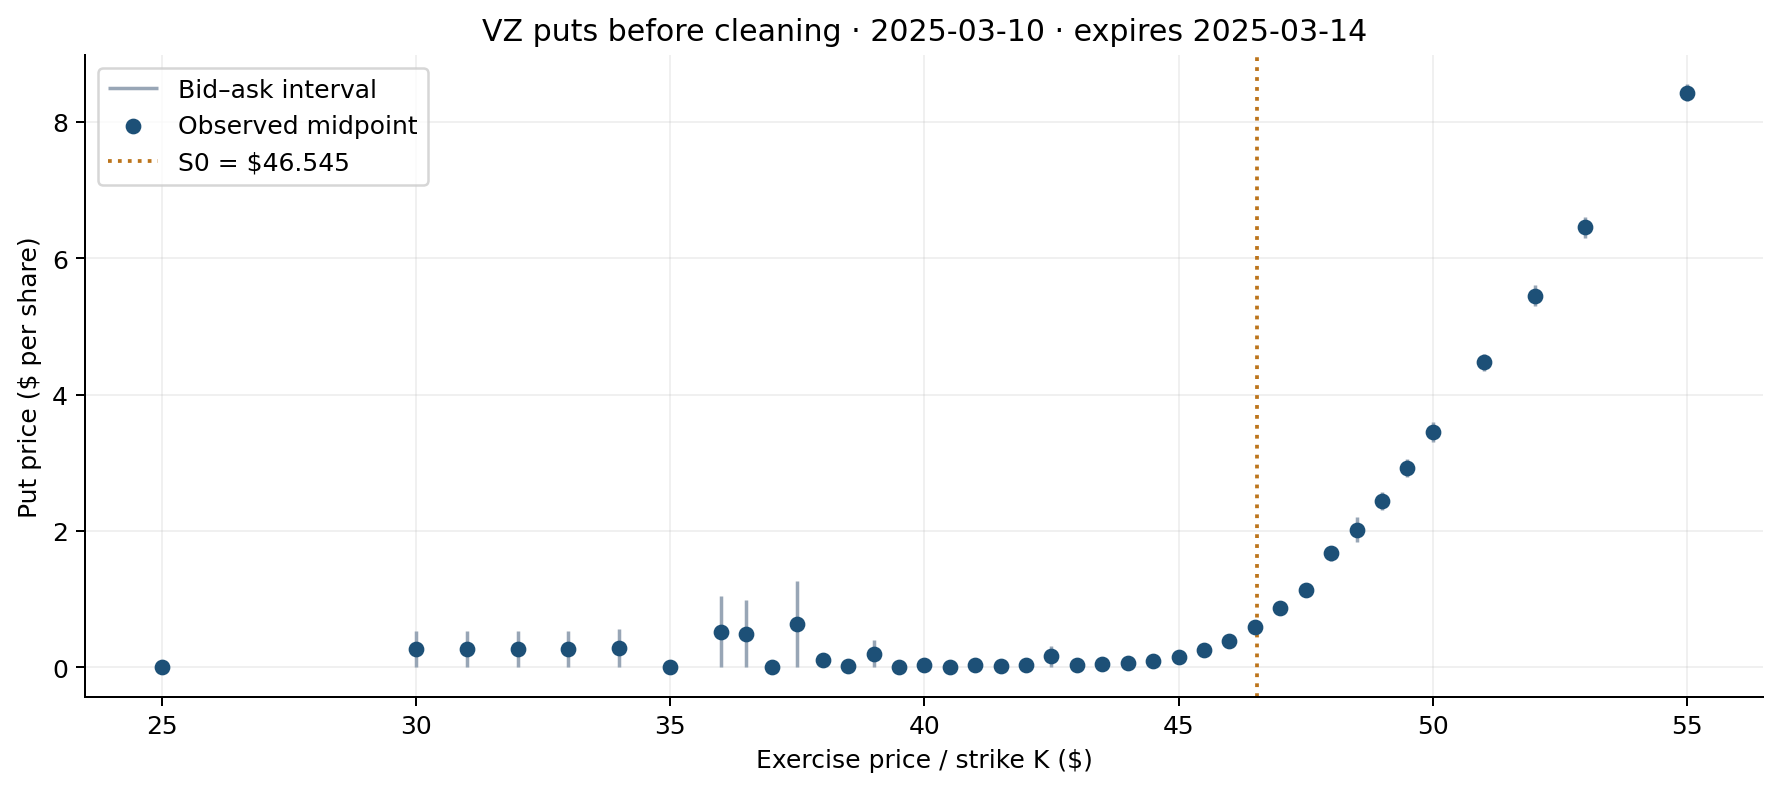 VZ puts before cleaning · 2025-03-10 · expires 2025-03-14
Bid–ask interval
Observed midpoint
S0 = $46.545
Put price ($ per share)
8
6
4
2
0
25 30 35 40 45 50 55
Exercise price / strike K ($)